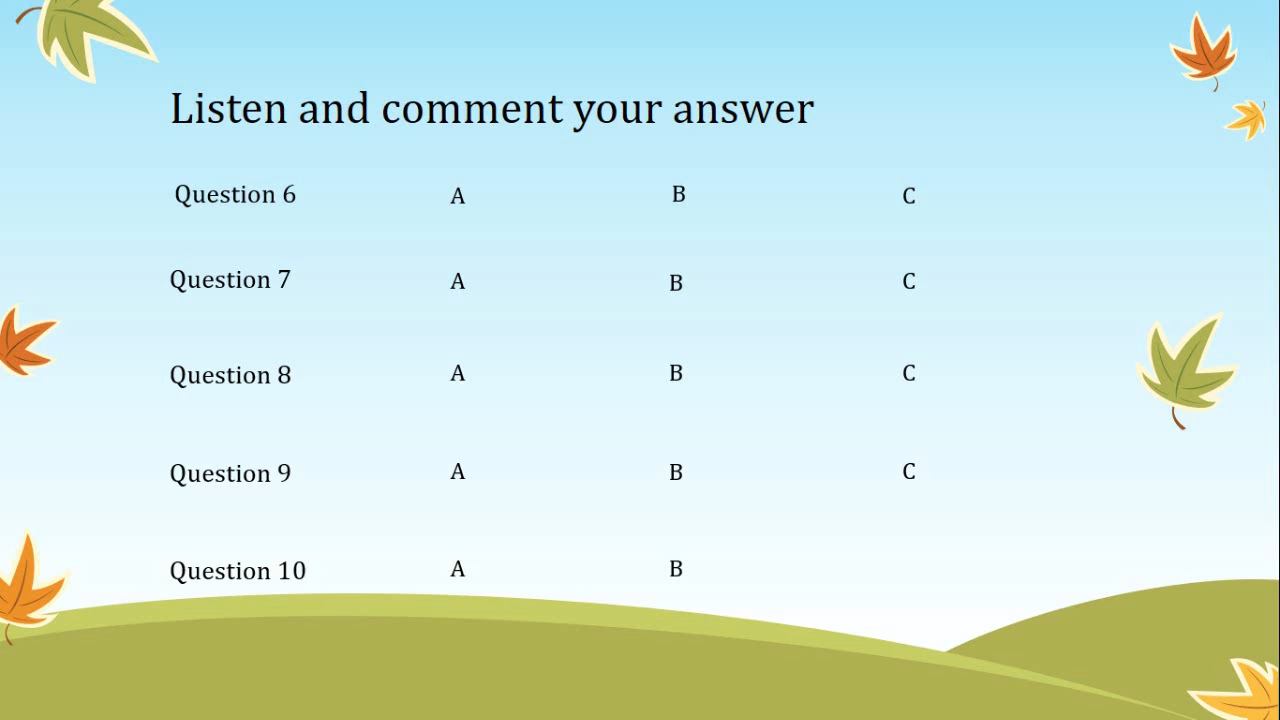 Listen and comment your answer
Question 6 A B C
Question 7 A B C
Question 8 A B C
Question 9 A B C
Question 10 A B